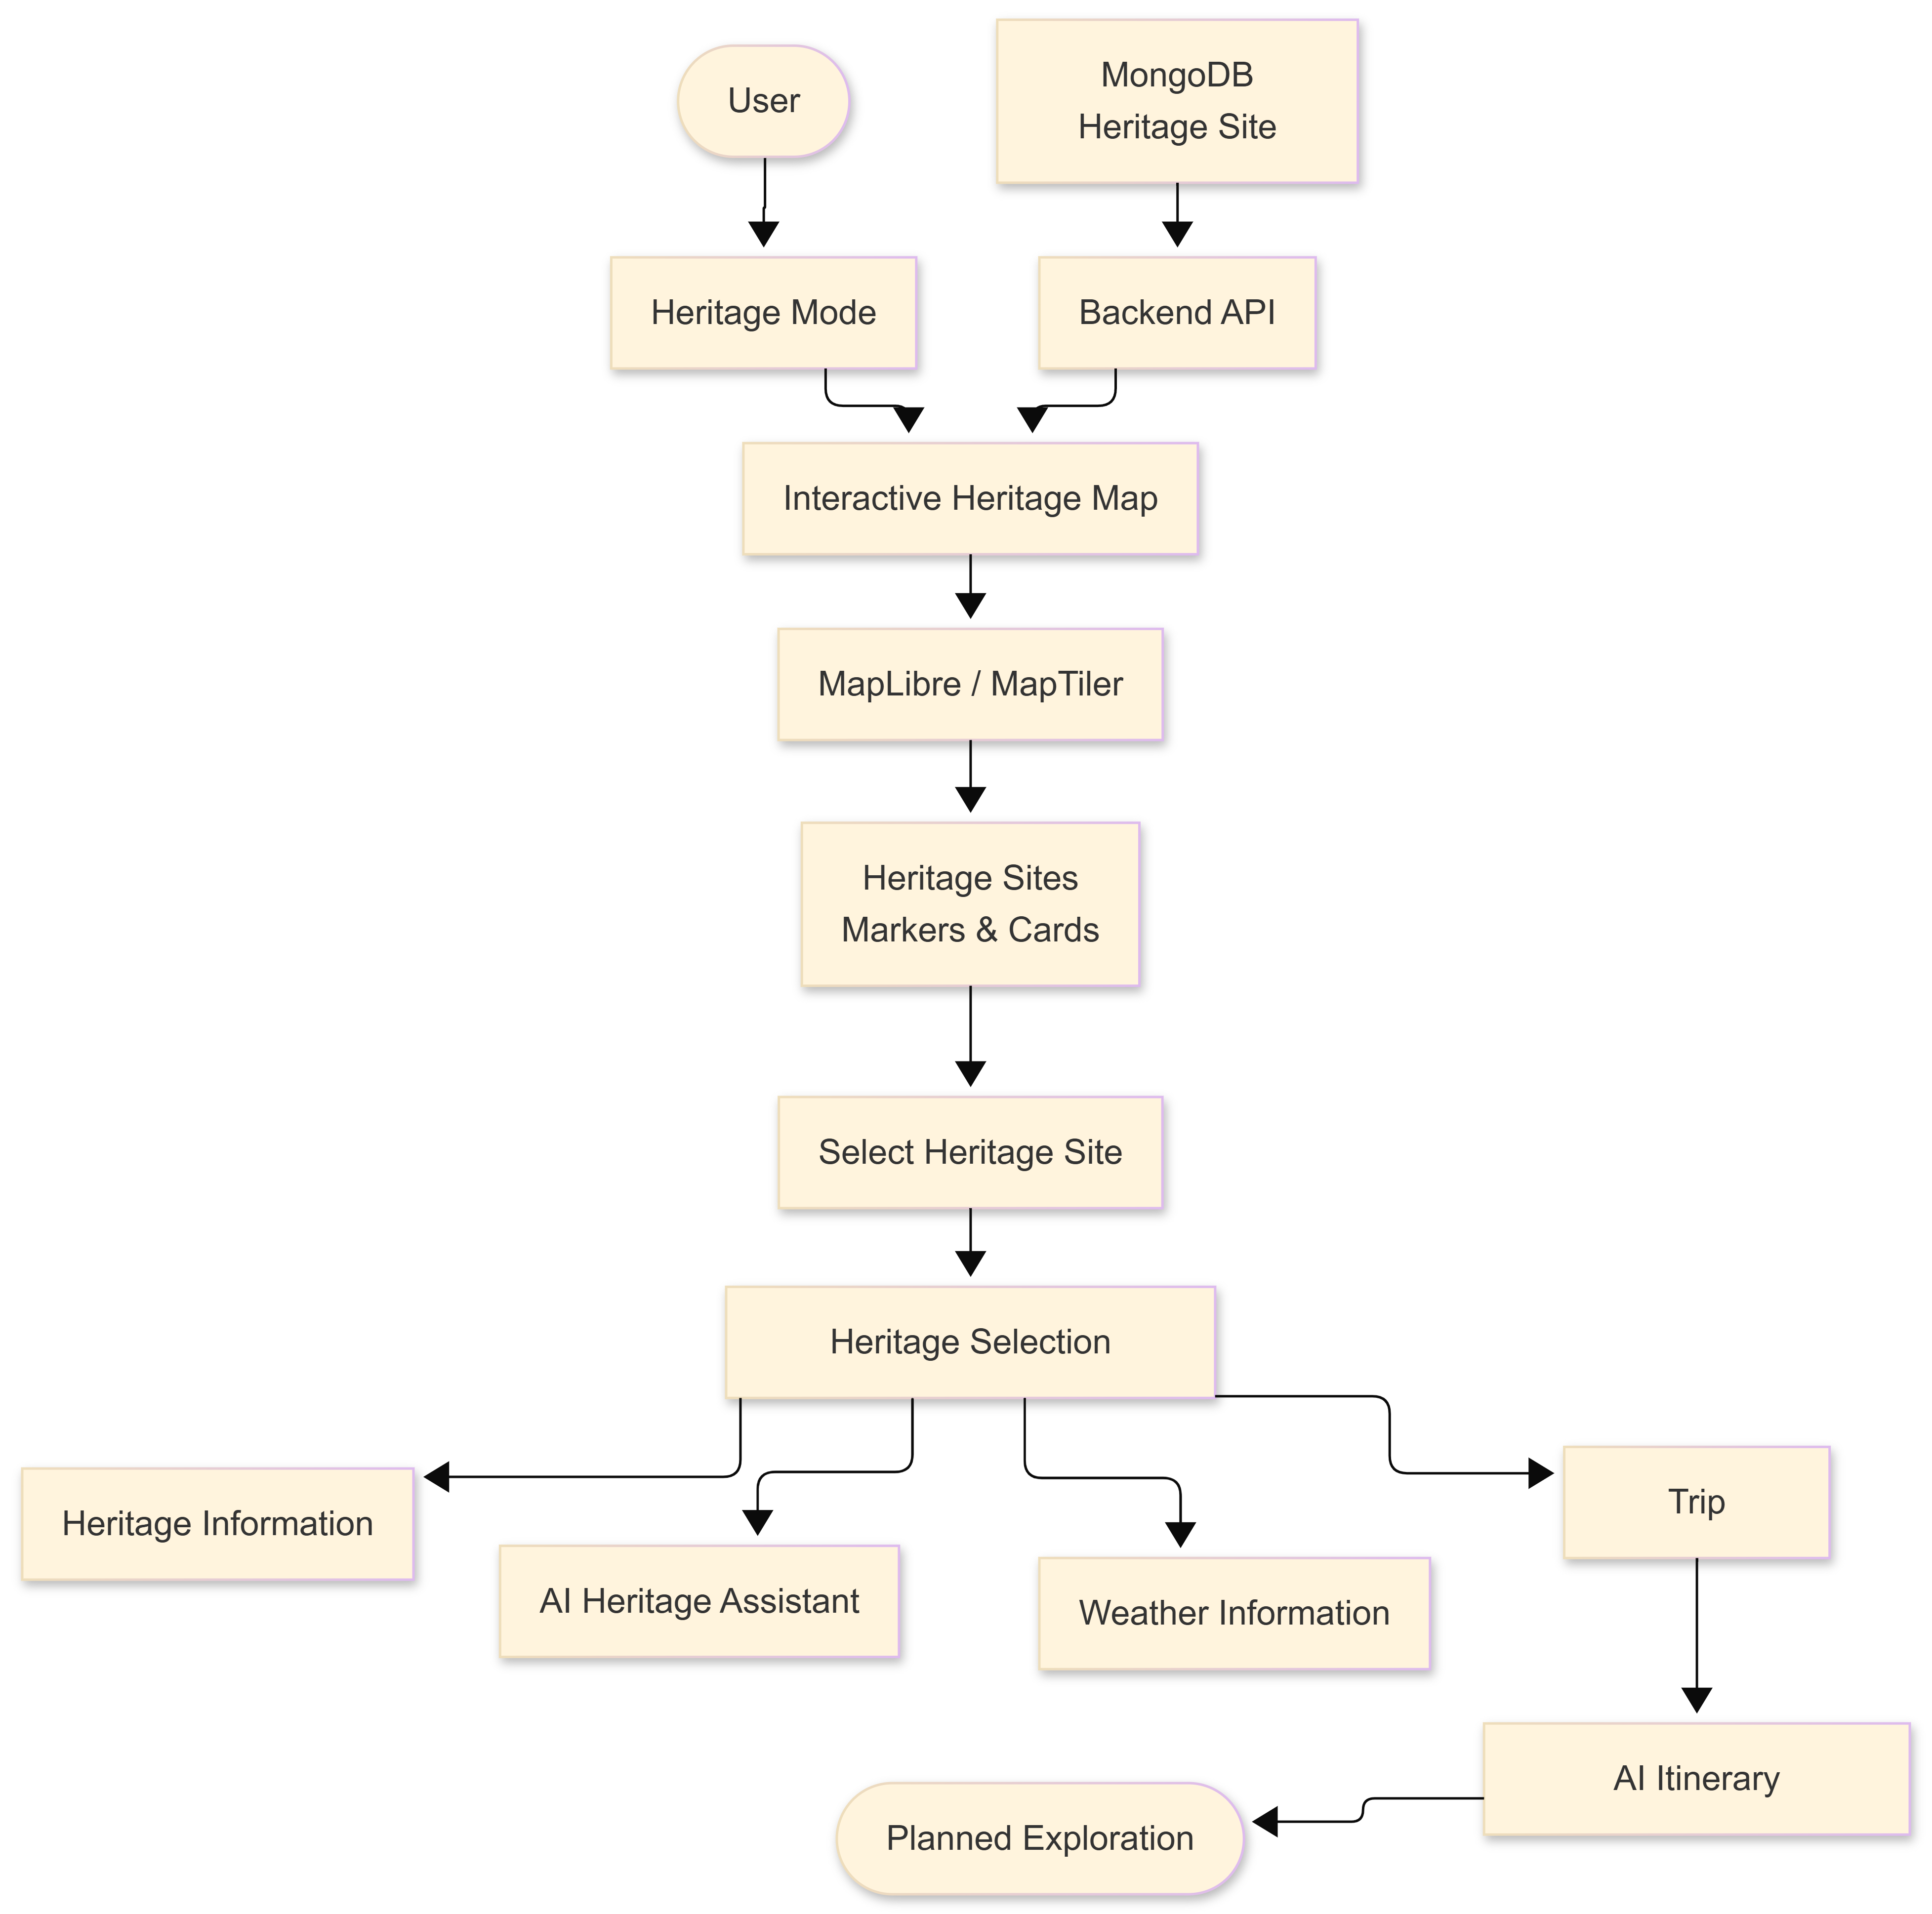 User
MongoDB
Heritage Site
Heritage Mode
Backend API
Interactive Heritage Map
MapLibre / MapTiler
Heritage Sites
Markers & Cards
Select Heritage Site
Heritage Selection
Heritage Information
AI Heritage Assistant
Weather Information
Trip
AI Itinerary
Planned Exploration